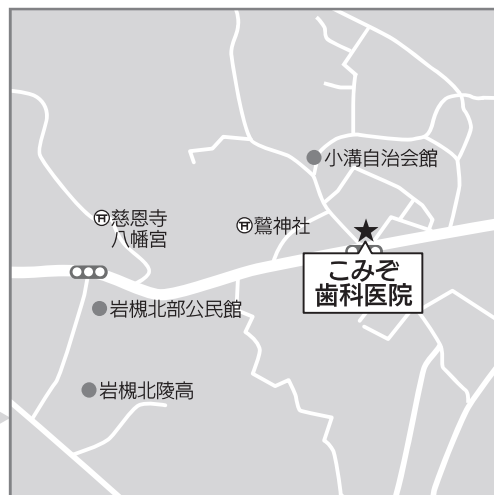 小溝自治会館
慈恩寺
八幡宮
鷲神社
こみぞ
歯科医院
岩槻北部公民館
岩槻北陵高